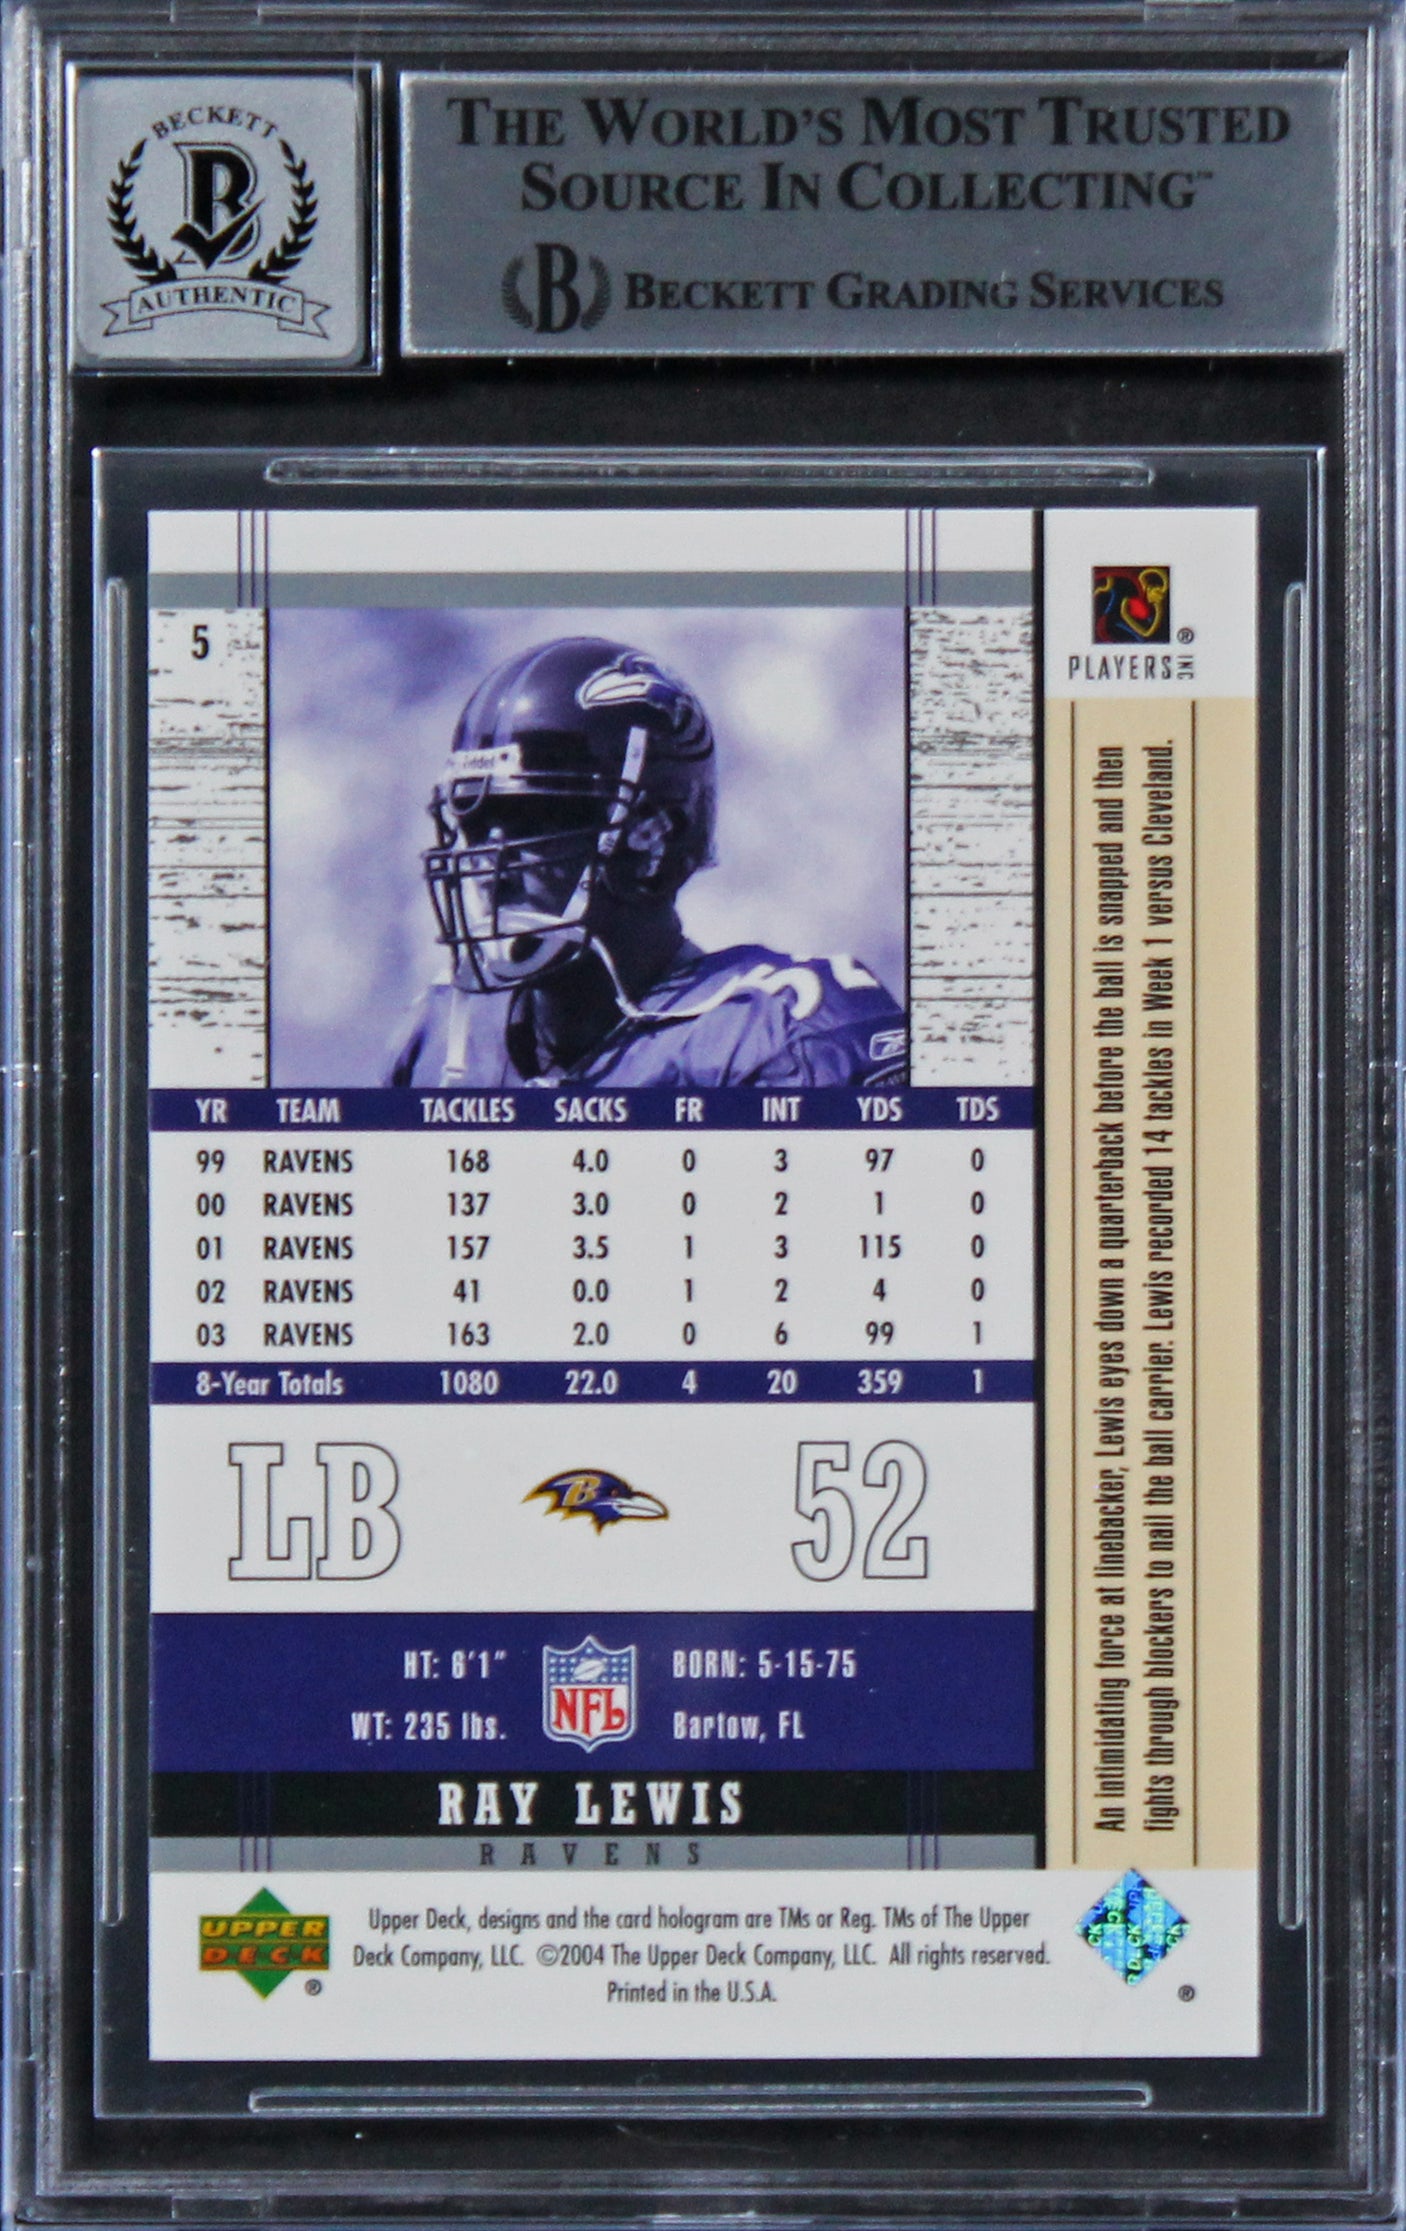 BECKETT
B
AUTHENTIC
THE WORLD'S MOST TRUSTED
SOURCE IN COLLECTING™
B BECKETT GRADING SERVICES
5
Riddell
52
PLAYERS INC ®
YR TEAM TACKLES SACKS FR INT YDS TDS
99 RAVENS 168 4.0 0 3 97 0
00 RAVENS 137 3.0 0 2 1 0
01 RAVENS 157 3.5 1 3 115 0
02 RAVENS 41 0.0 1 2 4 0
03 RAVENS 163 2.0 0 6 99 1
8-Year Totals 1080 22.0 4 20 359 1
LB B 52
HT: 6'1" NFL BORN: 5-15-75
WT: 235 lbs. Bartow, FL
RAY LEWIS
RAVENS
An intimidating force at linebacker, Lewis eyes down a quarterback before the ball is snapped and then
fights through blockers to nail the ball carrier. Lewis recorded 14 tackles in Week 1 versus Cleveland.
UPPER
DECK ®
Upper Deck, designs and the card hologram are TMs or Reg. TMs of The Upper
Deck Company, LLC. ©2004 The Upper Deck Company, LLC. All rights reserved.
Printed in the U.S.A.
®